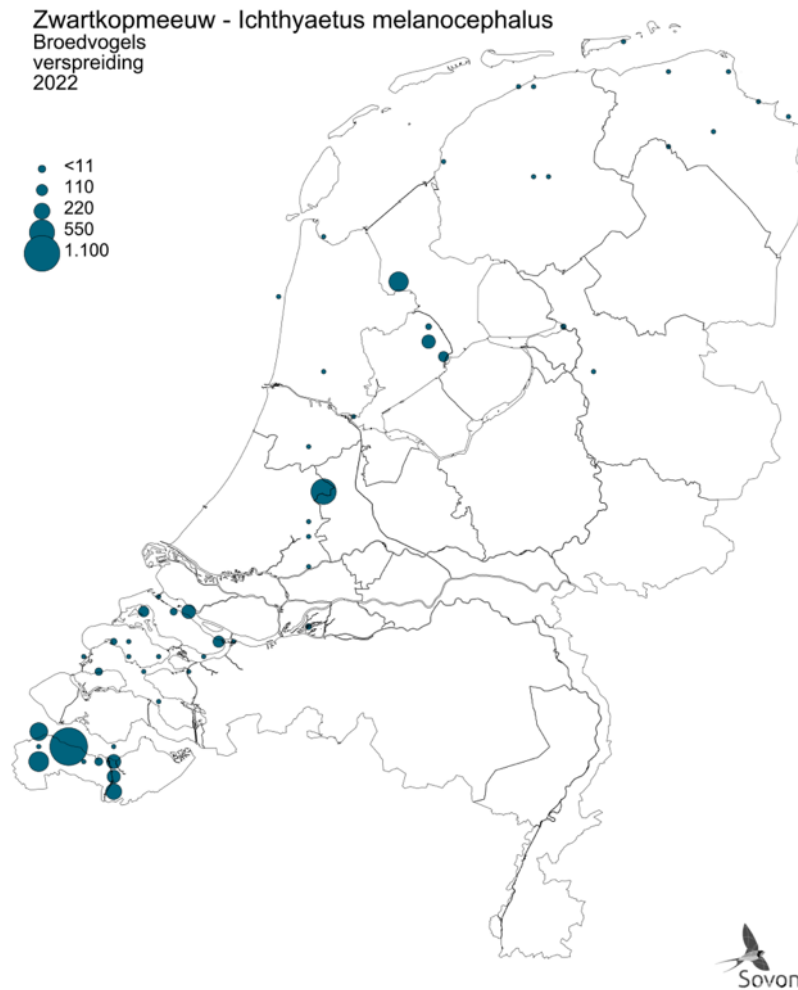 Zwartkopmeeuw - Ichthyaetus melanocephalus
Broedvogels
verspreiding
2022
<11
110
220
550
1.100
Sovon